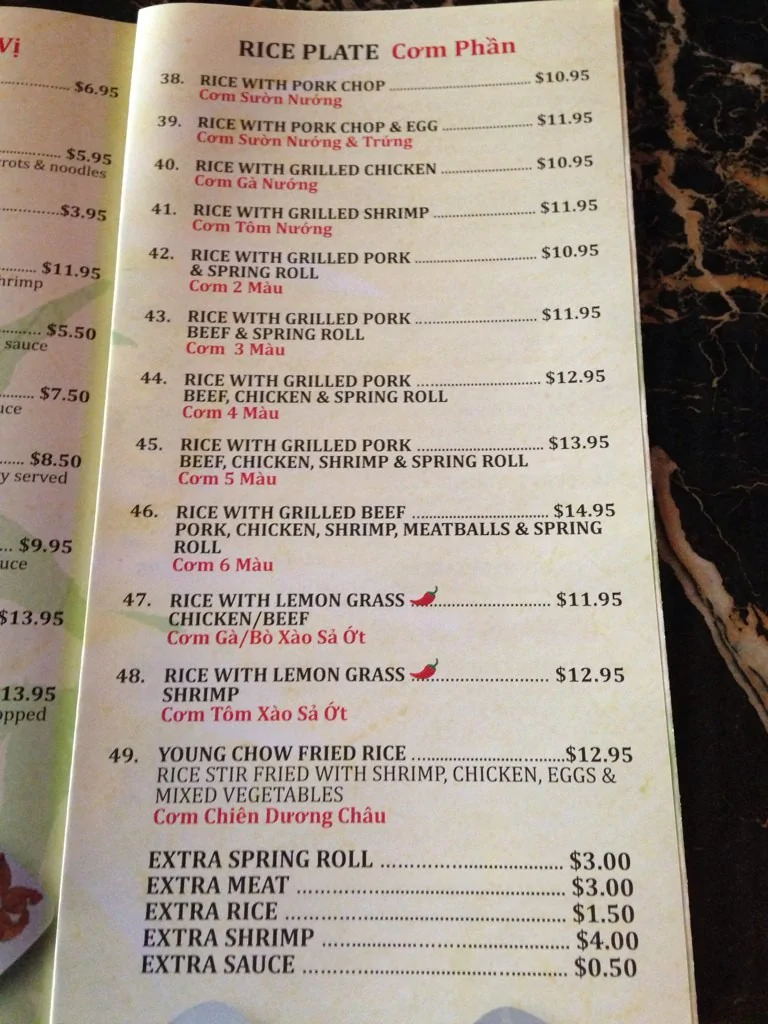 Vị
$6.95
$5.95
rots & noodles
$3.95
$11.95
hrimp
$5.50
sauce
$7.50
uce
$8.50
y served
$9.95
uce
$13.95
13.95
opped
RICE PLATE Cơm Phần
38. RICE WITH PORK CHOP $10.95
Cơm Sườn Nướng
39. RICE WITH PORK CHOP & EGG $11.95
Cơm Sườn Nướng & Trứng
40. RICE WITH GRILLED CHICKEN $10.95
Cơm Gà Nướng
41. RICE WITH GRILLED SHRIMP $11.95
Cơm Tôm Nướng
42. RICE WITH GRILLED PORK $10.95
& SPRING ROLL
Cơm 2 Màu
43. RICE WITH GRILLED PORK $11.95
BEEF & SPRING ROLL
Cơm 3 Màu
44. RICE WITH GRILLED PORK $12.95
BEEF, CHICKEN & SPRING ROLL
Cơm 4 Màu
45. RICE WITH GRILLED PORK $13.95
BEEF, CHICKEN, SHRIMP & SPRING ROLL
Cơm 5 Màu
46. RICE WITH GRILLED BEEF $14.95
PORK, CHICKEN, SHRIMP, MEATBALLS & SPRING
ROLL
Cơm 6 Màu
47. RICE WITH LEMON GRASS $11.95
CHICKEN/BEEF
Cơm Gà/Bò Xào Sả Ớt
48. RICE WITH LEMON GRASS $12.95
SHRIMP
Cơm Tôm Xào Sả Ớt
49. YOUNG CHOW FRIED RICE $12.95
RICE STIR FRIED WITH SHRIMP, CHICKEN, EGGS &
MIXED VEGETABLES
Cơm Chiên Dương Châu
EXTRA SPRING ROLL $3.00
EXTRA MEAT $3.00
EXTRA RICE $1.50
EXTRA SHRIMP $4.00
EXTRA SAUCE $0.50